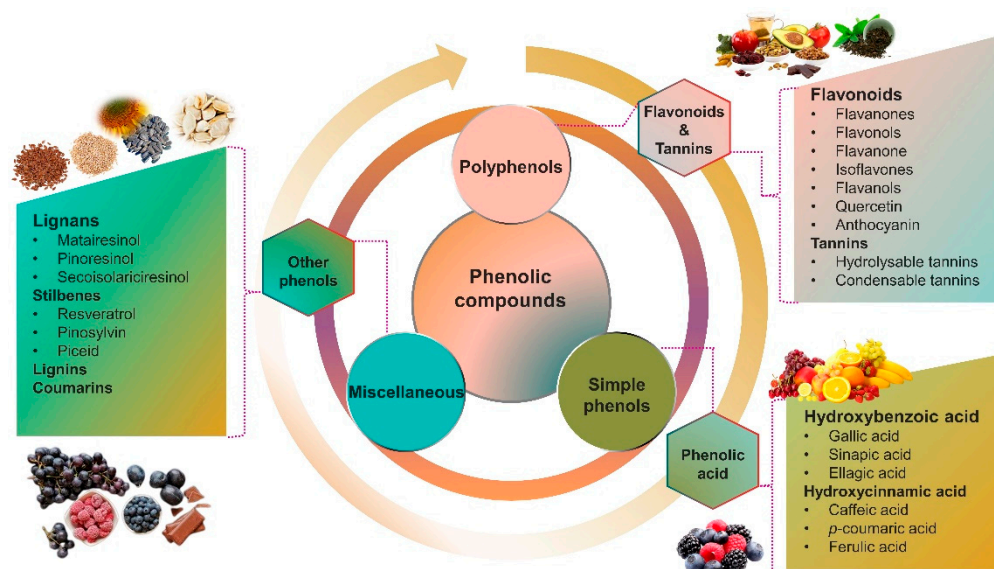 Polyphenols
Phenolic
compounds
Miscellaneous
Simple
phenols
Flavonoids
&
Tannins
Flavanoids
• Flavanones
• Flavonols
• Flavanone
• Isoflavones
• Flavanols
• Quercetin
• Anthocyanin
Tannins
• Hydrolysable tannins
• Condensable tannins
Other
phenols
Lignans
• Matairesinol
• Pinoresinol
• Secoisolariciresinol
Stilbenes
• Resveratrol
• Pinosylvin
• Piceid
Lignins
Coumarins
Phenolic
acid
Hydroxybenzoic acid
• Gallic acid
• Sinapic acid
• Ellagic acid
Hydroxycinnamic acid
• Caffeic acid
• p-coumaric acid
• Ferulic acid